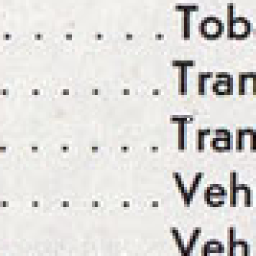 . . . . . . Tob
. . . . . . Tran
. . . . . . Tran
. . . . . . Veh
Veh